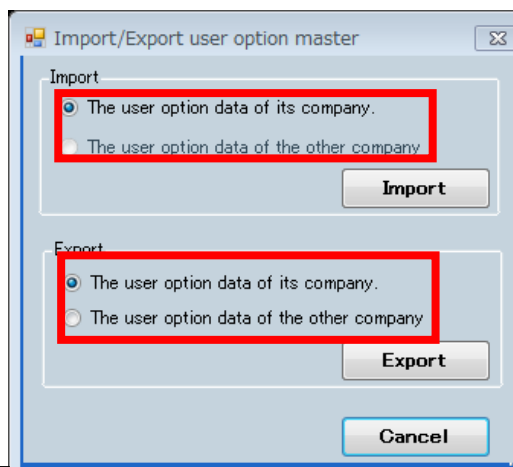 Import/Export user option master
Import
The user option data of its company.
The user option data of the other company
Import
Export
The user option data of its company.
The user option data of the other company
Export
Cancel